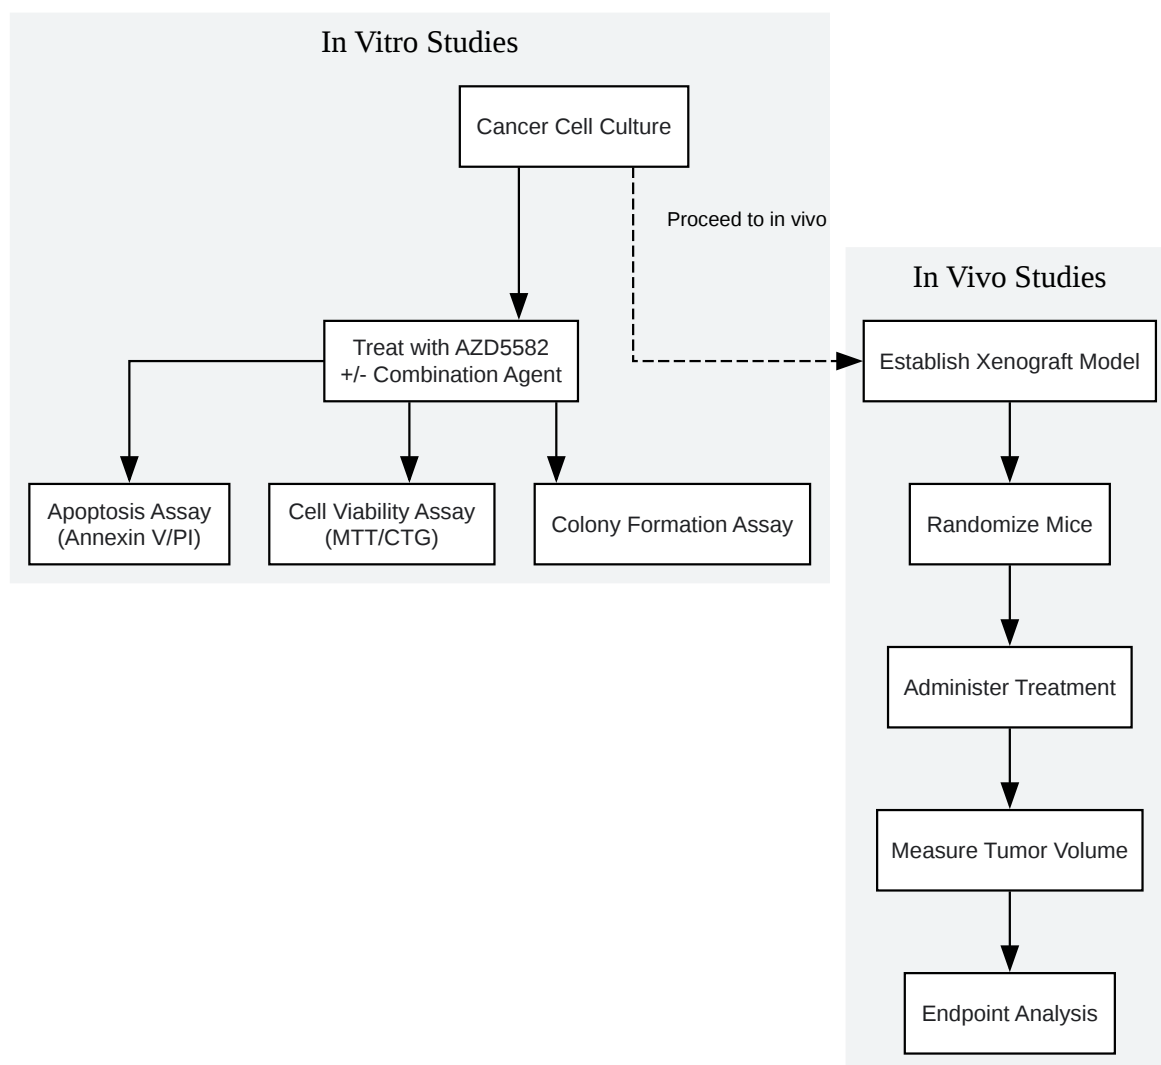 In Vitro Studies
Cancer Cell Culture
Proceed to in vivo
Treat with AZD5582
+/- Combination Agent
Apoptosis Assay
(Annexin V/PI)
Cell Viability Assay
(MTT/CTG)
Colony Formation Assay
In Vivo Studies
Establish Xenograft Model
Randomize Mice
Administer Treatment
Measure Tumor Volume
Endpoint Analysis